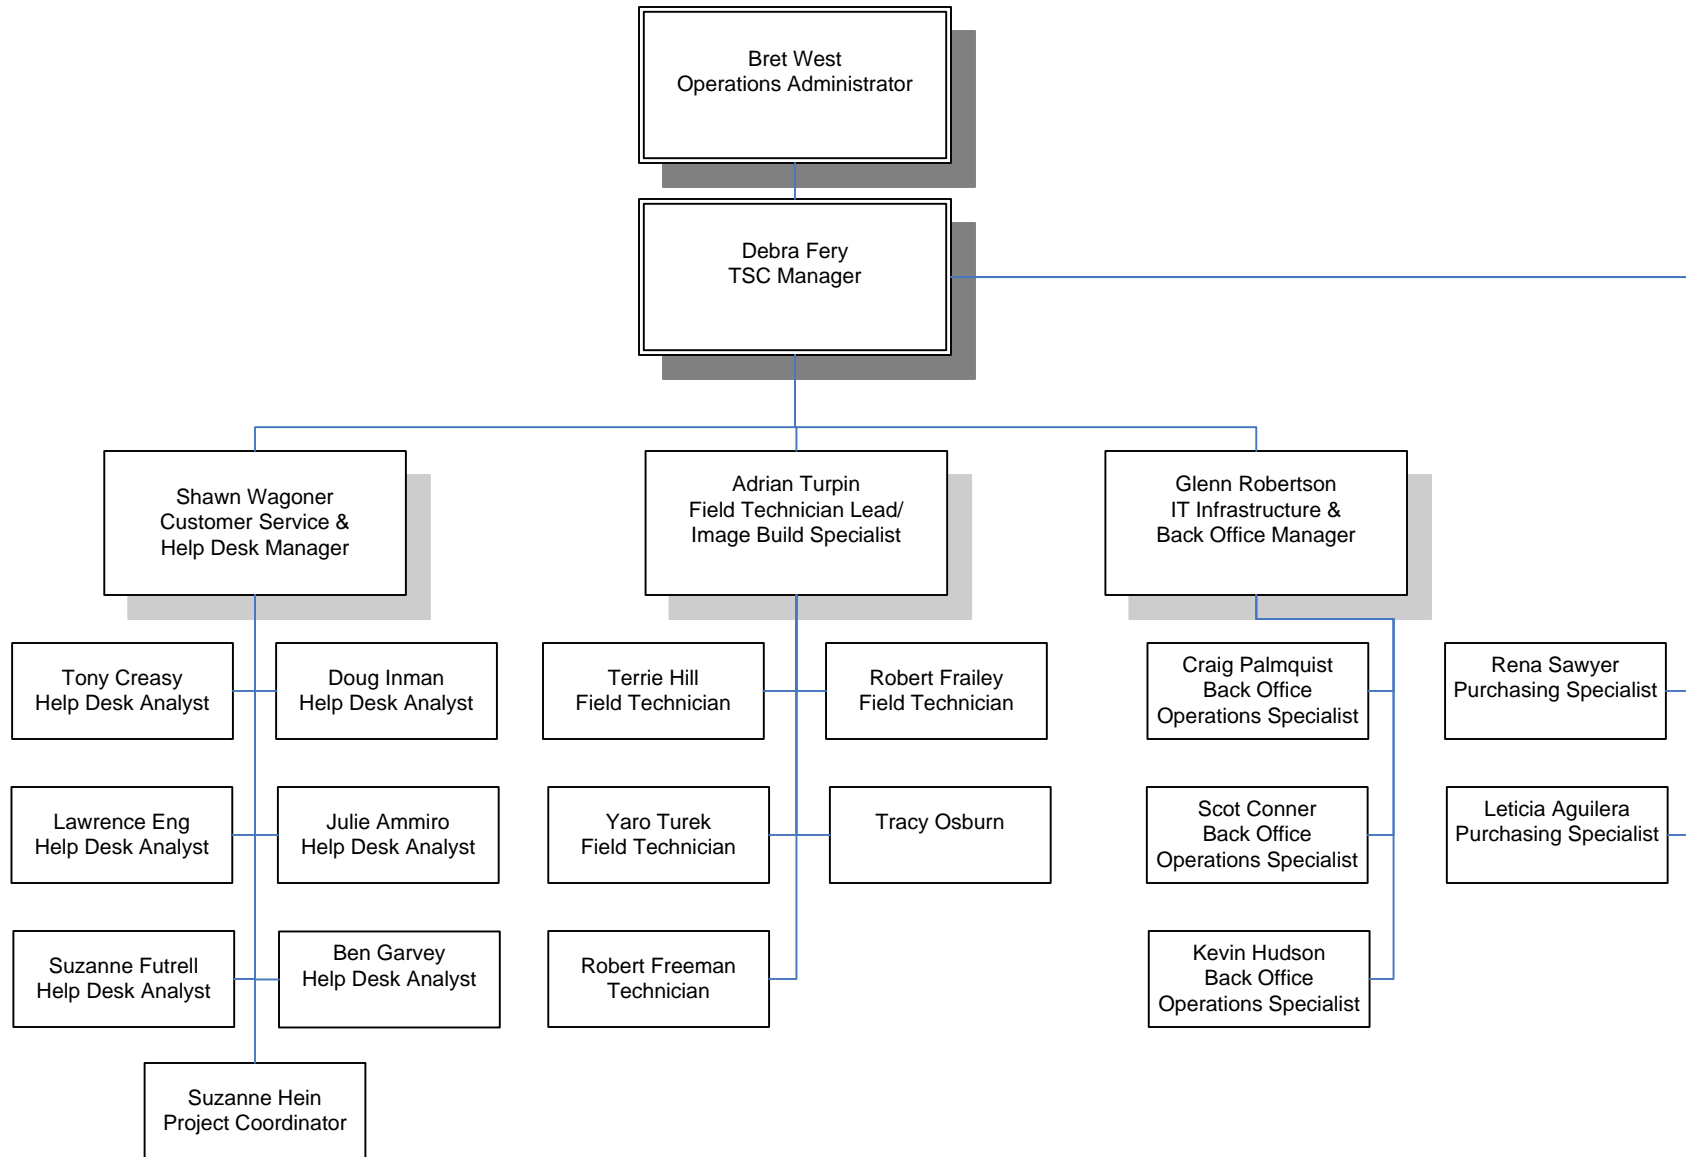 Bret West
Operations Administrator
Debra Fery
TSC Manager
Shawn Wagoner
Customer Service &
Help Desk Manager
Adrian Turpin
Field Technician Lead/
Image Build Specialist
Glenn Robertson
IT Infrastructure &
Back Office Manager
Tony Creasy
Help Desk Analyst
Doug Inman
Help Desk Analyst
Terrie Hill
Field Technician
Robert Frailey
Field Technician
Craig Palmquist
Back Office
Operations Specialist
Rena Sawyer
Purchasing Specialist
Lawrence Eng
Help Desk Analyst
Julie Ammiro
Help Desk Analyst
Yaro Turek
Field Technician
Tracy Osburn
Scot Conner
Back Office
Operations Specialist
Leticia Aguilera
Purchasing Specialist
Suzanne Futrell
Help Desk Analyst
Ben Garvey
Help Desk Analyst
Robert Freeman
Technician
Kevin Hudson
Back Office
Operations Specialist
Suzanne Hein
Project Coordinator